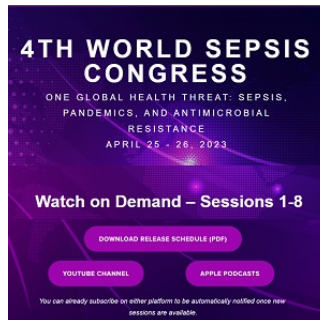 4TH WORLD SEPSIS
CONGRESS
ONE GLOBAL HEALTH THREAT: SEPSIS,
PANDEMICS, AND ANTIMICROBIAL
RESISTANCE
APRIL 25 - 26, 2023
Watch on Demand – Sessions 1-8
DOWNLOAD RELEASE SCHEDULE (PDF)
YOUTUBE CHANNEL
APPLE PODCASTS
You can already subscribe on either platform to be automatically notified once new
sessions are available.